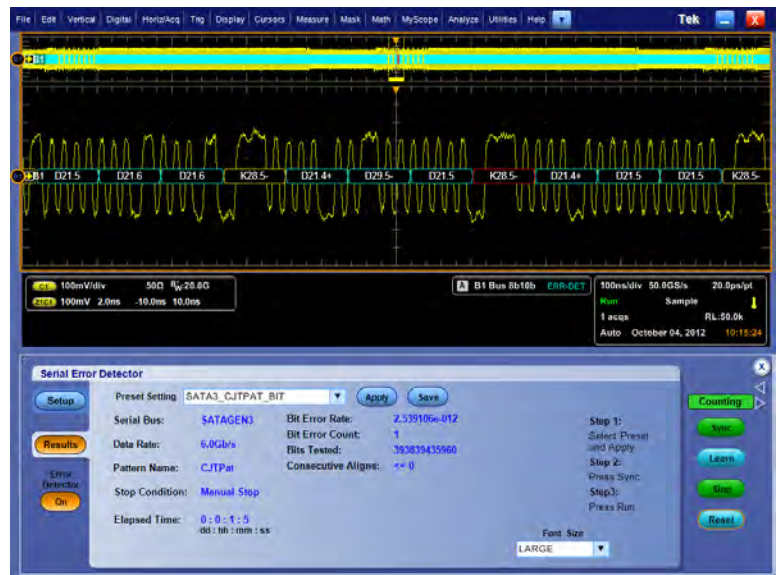 File Edit Vertical Digital Horiz/Acq Trig Display Cursors Measure Mask Math MyScope Analyze Utilities Help Tek
B1
B1 D21.5 D21.6 D21.6 K28.5- D21.4+ D29.5- D21.5 K28.5- D21.4+ D21.5 D21.5 K28.5-
C1 100mV/div 50Ω BW:20.0G
Z1C1 100mV 2.0ns -10.0ns 10.0ns
A B1 Bus 8b10b ERR-DET
100ns/div 50.0GS/s 20.0ps/pt
Run Sample
1 acqs RL:50.0k
Auto October 04, 2012 10:15:24
Serial Error Detector
Setup
Results
Error Detector
On
Preset Setting SATA3_CJTPAT_BIT Apply Save
Serial Bus: SATAGEN3
Data Rate: 6.0Gb/s
Pattern Name: CJTPat
Stop Condition: Manual Stop
Elapsed Time: 0 : 0 : 1 : 5
dd : hh : mm : ss
Bit Error Rate: 2.539106e-012
Bit Error Count: 1
Bits Tested: 393839435960
Consecutive Aligns: <= 0
Step 1:
Select Preset
and Apply
Step 2:
Press Sync
Step3:
Press Run
Font Size
LARGE
Counting
Sync
Learn
Stop
Reset